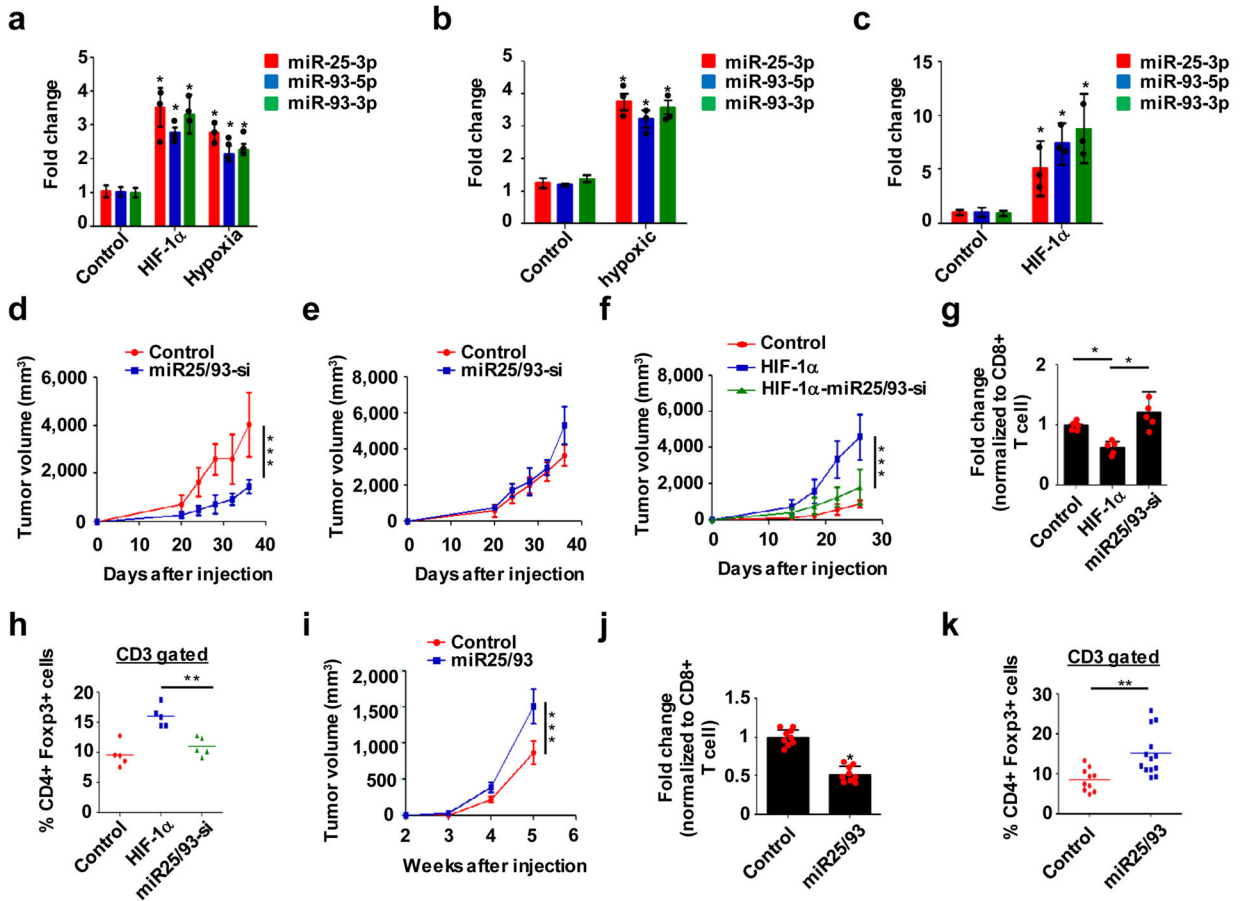 a
Fold change
5
4
3
2
1
0
* * * * * *
miR-25-3p
miR-93-5p
miR-93-3p
Control
HIF-1α
Hypoxia
b
Fold change
5
4
3
2
1
0
* * *
miR-25-3p
miR-93-5p
miR-93-3p
Control
hypoxic
c
Fold change
15
10
5
0
* * *
miR-25-3p
miR-93-5p
miR-93-3p
Control
HIF-1α
d
Control
miR25/93-si
Tumor volume (mm³)
6,000
4,000
2,000
0
***
0 10 20 30 40
Days after injection
e
Control
miR25/93-si
Tumor volume (mm³)
8,000
6,000
4,000
2,000
0
0 10 20 30 40
Days after injection
f
Control
HIF-1α
HIF-1α-miR25/93-si
Tumor volume (mm³)
8,000
6,000
4,000
2,000
0
***
0 10 20 30
Days after injection
g
Fold change
(normalized to CD8+
T cell)
2
1
0
* *
Control
HIF-1α
miR25/93-si
h
CD3 gated
% CD4+ Foxp3+ cells
20
15
10
5
0
**
Control
HIF-1α
miR25/93-si
i
Control
miR25/93
Tumor volume (mm³)
2,000
1,500
1,000
500
0
***
2 3 4 5 6
Weeks after injection
j
Fold change
(normalized to CD8+
T cell)
1.5
1
0.5
0
*
Control
miR25/93
k
CD3 gated
% CD4+ Foxp3+ cells
30
20
10
0
**
Control
miR25/93